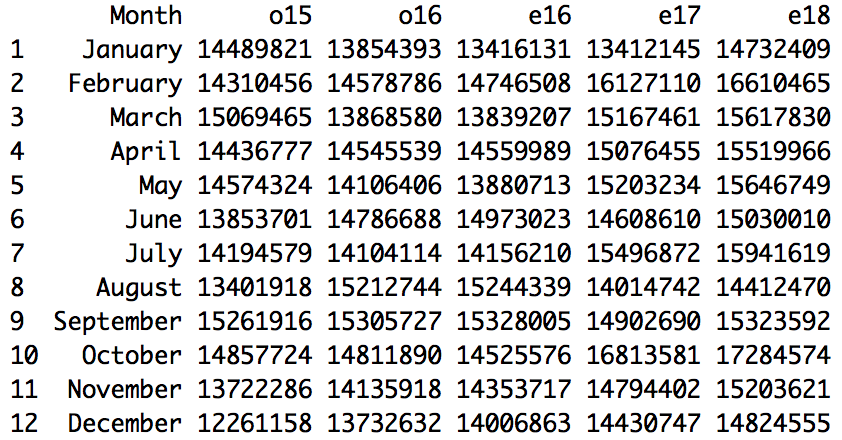 Month o15 o16 e16 e17 e18
1 January 14489821 13854393 13416131 13412145 14732409
2 February 14310456 14578786 14746508 16127110 16610465
3 March 15069465 13868580 13839207 15167461 15617830
4 April 14436777 14545539 14559989 15076455 15519966
5 May 14574324 14106406 13880713 15203234 15646749
6 June 13853701 14786688 14973023 14608610 15030010
7 July 14194579 14104114 14156210 15496872 15941619
8 August 13401918 15212744 15244339 14014742 14412470
9 September 15261916 15305727 15328005 14902690 15323592
10 October 14857724 14811890 14525576 16813581 17284574
11 November 13722286 14135918 14353717 14794402 15203621
12 December 12261158 13732632 14006863 14430747 14824555